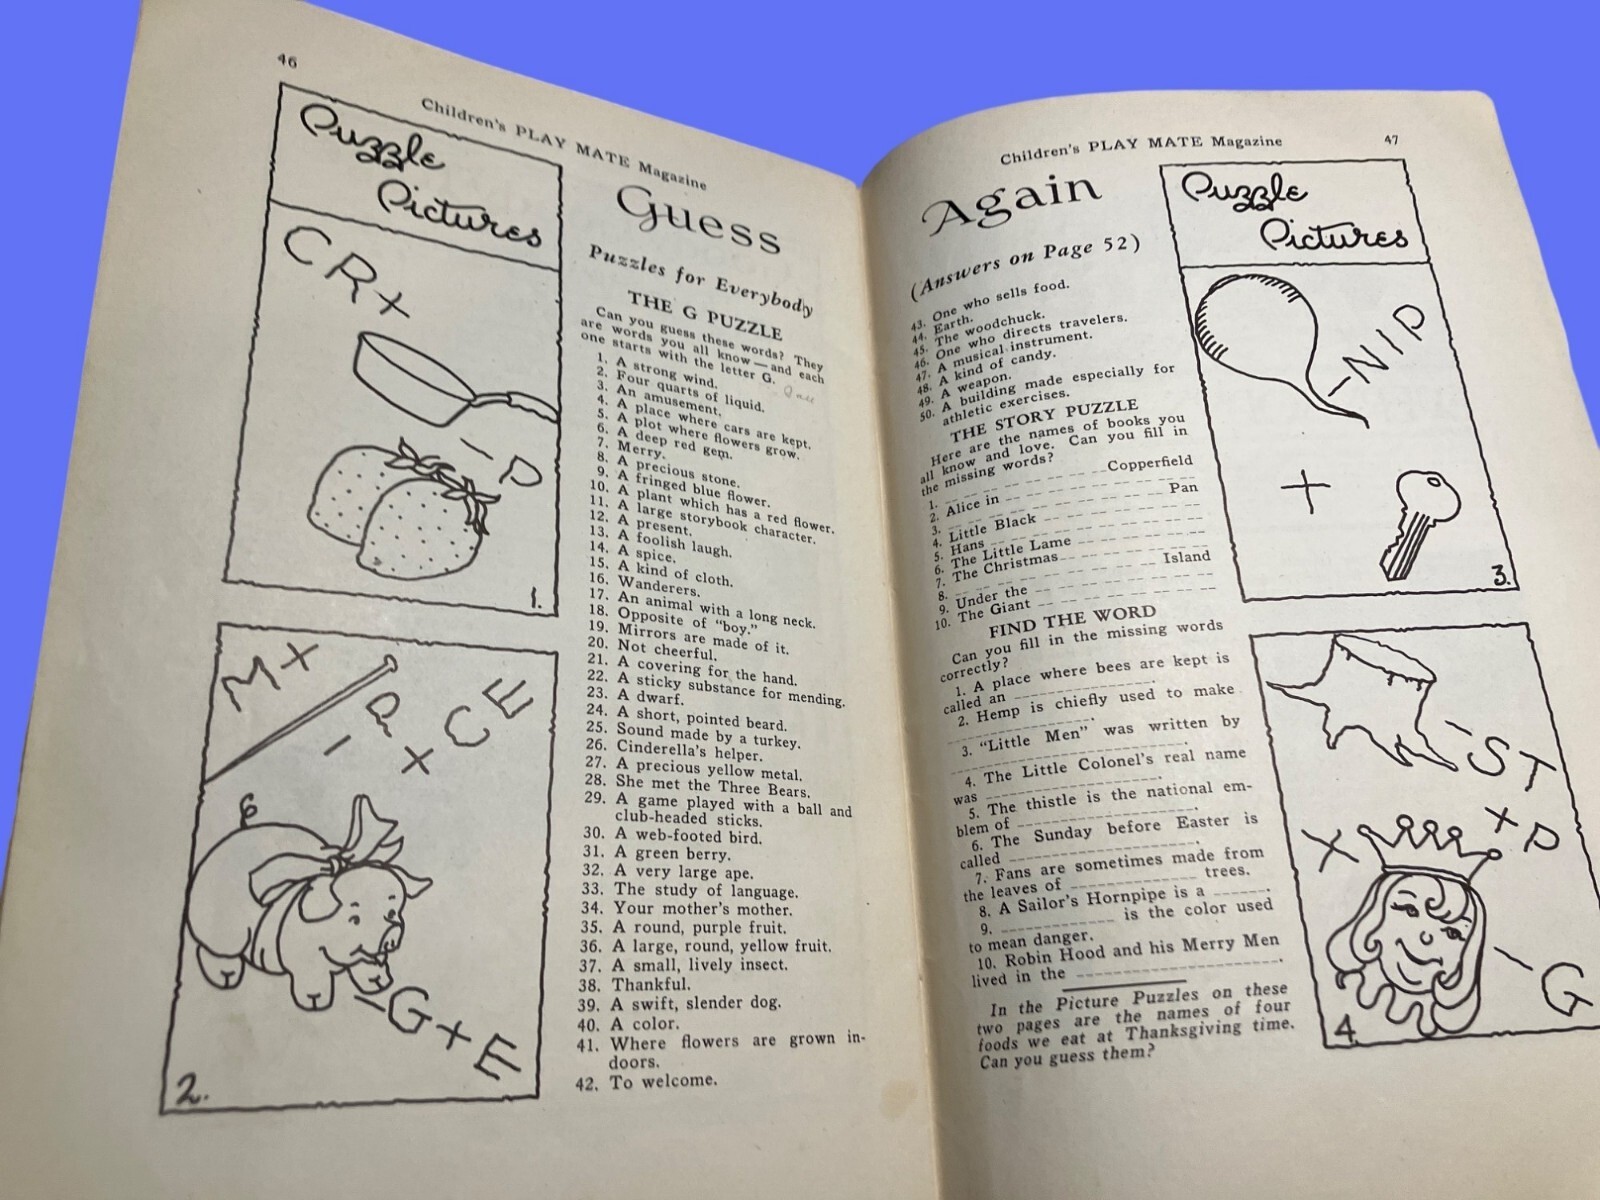 46
Children's PLAY MATE Magazine
Puzzle
Pictures
CR+
-P
1.
M+
-P+CE
-G+E
2.
Guess
Puzzles for Everybody
THE G PUZZLE
Can you guess these words? They
are words you all know — and each
one starts with the letter G.
1. A strong wind.
2. Four quarts of liquid.
3. An amusement.
4. A place where cars are kept.
5. A plot where flowers grow.
6. A deep red gem.
7. Merry.
8. A precious stone.
9. A fringed blue flower.
10. A plant which has a red flower.
11. A large storybook character.
12. A present.
13. A foolish laugh.
14. A spice.
15. A kind of cloth.
16. Wanderers.
17. An animal with a long neck.
18. Opposite of "boy."
19. Mirrors are made of it.
20. Not cheerful.
21. A covering for the hand.
22. A sticky substance for mending.
23. A dwarf.
24. A short, pointed beard.
25. Sound made by a turkey.
26. Cinderella's helper.
27. A precious yellow metal.
28. She met the Three Bears.
29. A game played with a ball and
club-headed sticks.
30. A web-footed bird.
31. A green berry.
32. A very large ape.
33. The study of language.
34. Your mother's mother.
35. A round, purple fruit.
36. A large, round, yellow fruit.
37. A small, lively insect.
38. Thankful.
39. A swift, slender dog.
40. A color.
41. Where flowers are grown in-
doors.
42. To welcome.
Children's PLAY MATE Magazine
47
Again
(Answers on Page 52)
43. One who sells food.
44. Earth.
45. The woodchuck.
46. One who directs travelers.
47. A musical instrument.
48. A kind of candy.
49. A weapon.
50. A building made especially for
athletic exercises.
THE STORY PUZZLE
Here are the names of books you
all know and love. Can you fill in
the missing words?
1. ____ Copperfield
2. Alice in ____
3. ____ Pan
4. Little Black ____
5. Hans ____
6. The Little Lame ____
7. The Christmas ____
8. ____ Island
9. Under the ____
10. The Giant ____
FIND THE WORD
Can you fill in the missing words
correctly?
1. A place where bees are kept is
called an ____.
2. Hemp is chiefly used to make
____.
3. "Little Men" was written by
____.
4. The Little Colonel's real name
was ____.
5. The thistle is the national em-
blem of ____.
6. The Sunday before Easter is
called ____.
7. Fans are sometimes made from
the leaves of ____ trees.
8. A Sailor's Hornpipe is a ____.
9. ____ is the color used
to mean danger.
10. Robin Hood and his Merry Men
lived in the ____.
In the Picture Puzzles on these
two pages are the names of four
foods we eat at Thanksgiving time.
Can you guess them?
Puzzle
Pictures
-NIP
+
3.
-ST
+
+P
-G
4